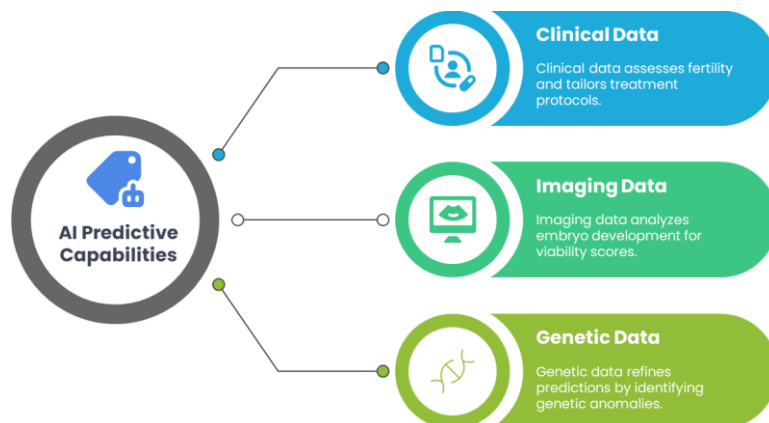 AI Predictive
Capabilities
Clinical Data
Clinical data assesses fertility
and tailors treatment
protocols.
Imaging Data
Imaging data analyzes
embryo development for
viability scores.
Genetic Data
Genetic data refines
predictions by identifying
genetic anomalies.